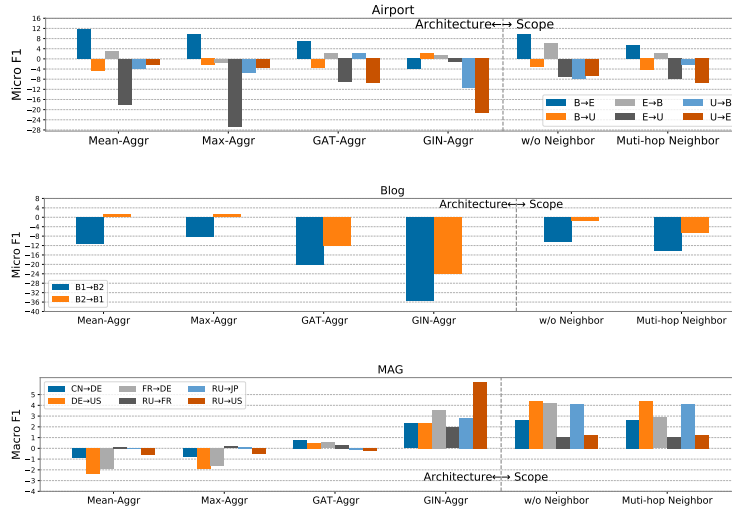 Airport
Architecture←→ Scope
Micro F1
16
12
8
4
0
−4
−8
−12
−16
−20
−24
−28
B→E E→B U→B
B→U E→U U→E
Mean-Aggr Max-Aggr GAT-Aggr GIN-Aggr w/o Neighbor Muti-hop Neighbor
Blog
Architecture←→ Scope
Micro F1
8
4
0
−4
−8
−12
−16
−20
−24
−28
−32
−36
−40
B1→B2
B2→B1
Mean-Aggr Max-Aggr GAT-Aggr GIN-Aggr w/o Neighbor Muti-hop Neighbor
MAG
Macro F1
5
4
3
2
1
0
−1
−2
−3
−4
CN→DE FR→DE RU→JP
DE→US RU→FR RU→US
Architecture←→ Scope
Mean-Aggr Max-Aggr GAT-Aggr GIN-Aggr w/o Neighbor Muti-hop Neighbor